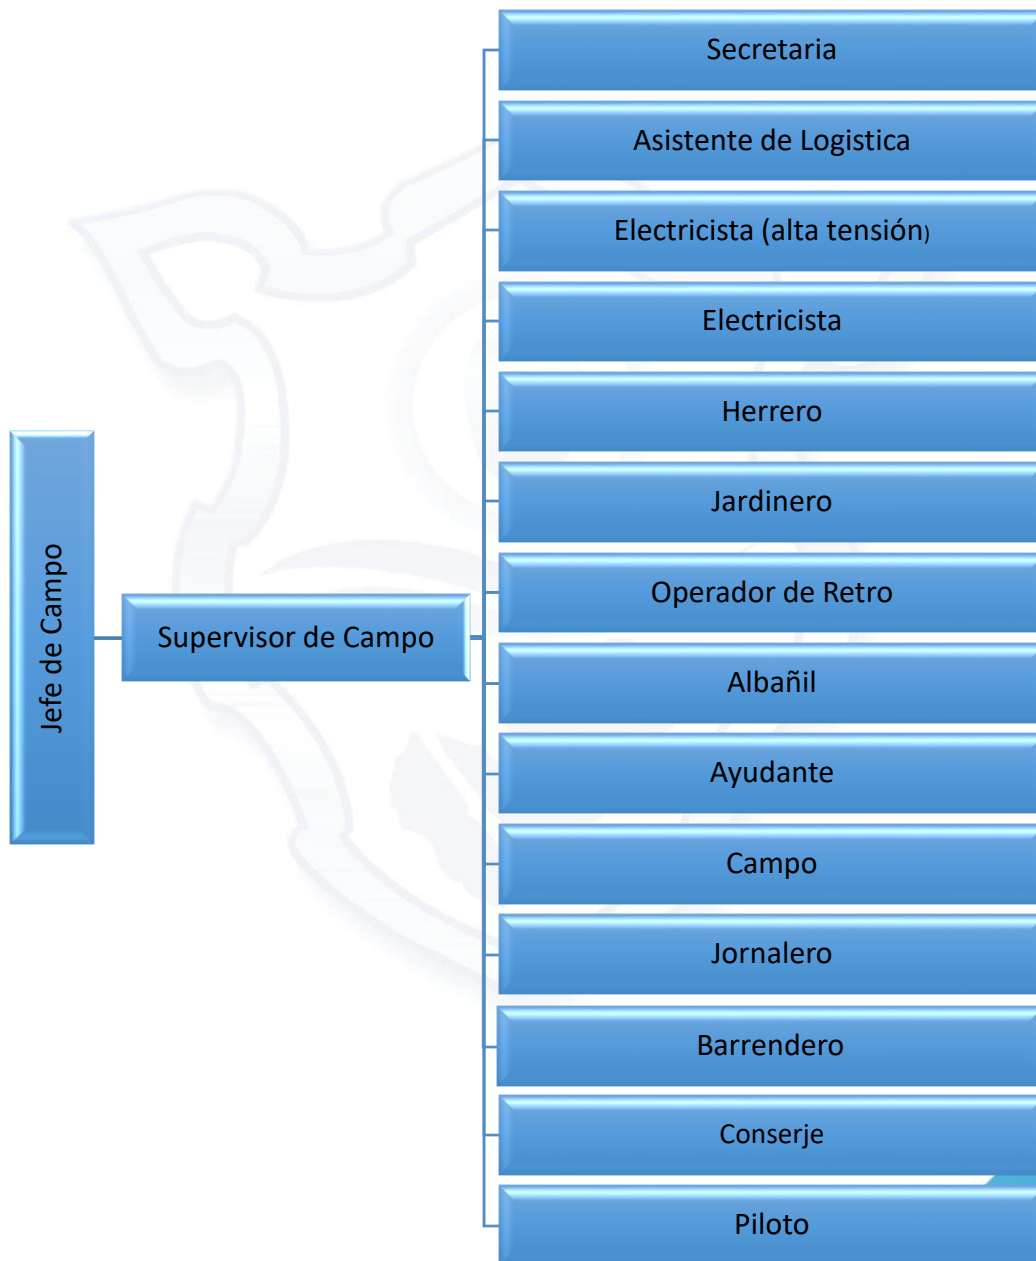 Jefe de Campo
Supervisor de Campo
Secretaria
Asistente de Logistica
Electricista (alta tensión)
Electricista
Herrero
Jardinero
Operador de Retro
Albañil
Ayudante
Campo
Jornalero
Barrendero
Conserje
Piloto